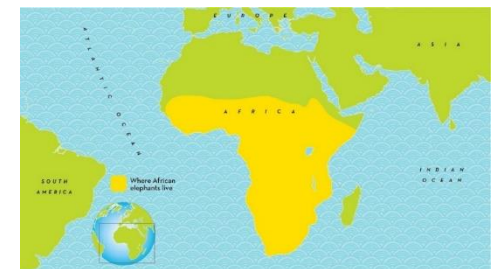 EUROPE
ASIA
ATLANTIC OCEAN
AFRICA
INDIAN
OCEAN
SOUTH
AMERICA
Where African
elephants live